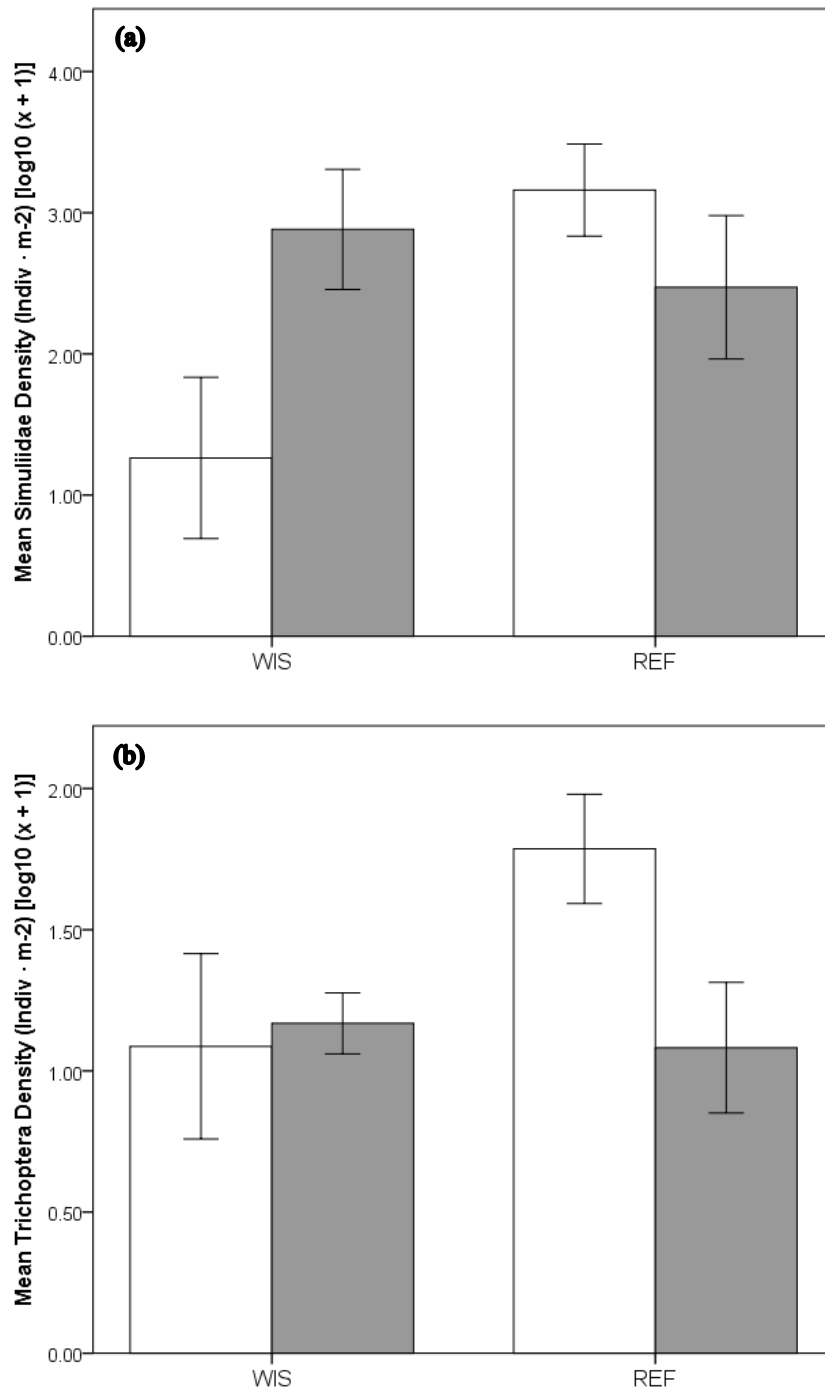 (a)
Mean Simuliidae Density (Indiv · m-2) [log10 (x + 1)]
4.00
3.00
2.00
1.00
0.00
WIS
REF
(b)
Mean Trichoptera Density (Indiv · m-2) [log10 (x + 1)]
2.00
1.50
1.00
0.50
0.00
WIS
REF